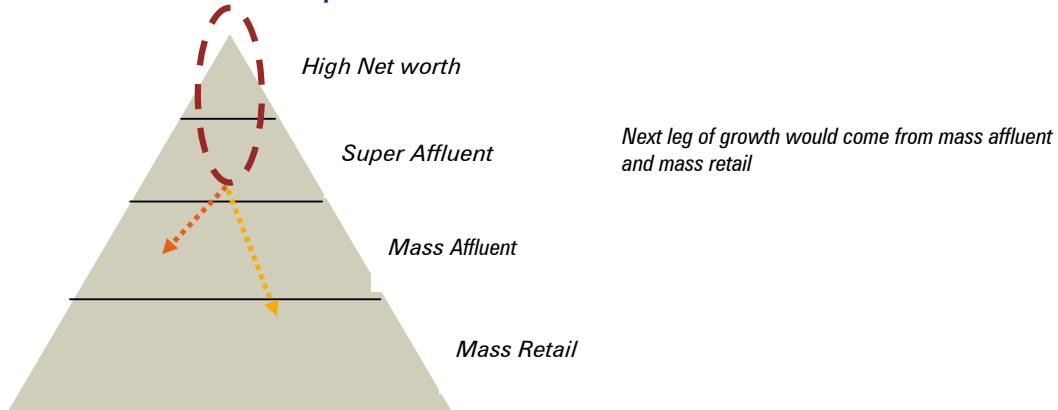 High Net worth
Super Affluent
Next leg of growth would come from mass affluent
and mass retail
Mass Affluent
Mass Retail